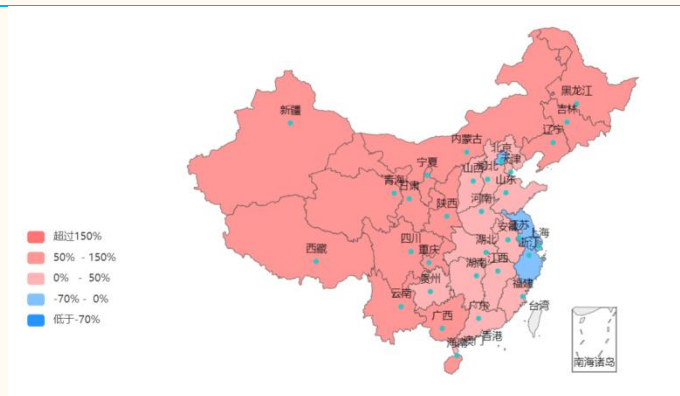 黑龙江
吉林
新疆
辽宁
内蒙古
北京
天津
宁夏
山西
河北
青海
甘肃
山东
陕西
河南
江苏
安徽
上海
四川
重庆
湖北
浙江
西藏
湖南
江西
贵州
福建
云南
台湾
广西
广东
香港
澳门
海南
南海诸岛
超过150%
50% - 150%
0% - 50%
-70% - 0%
低于-70%